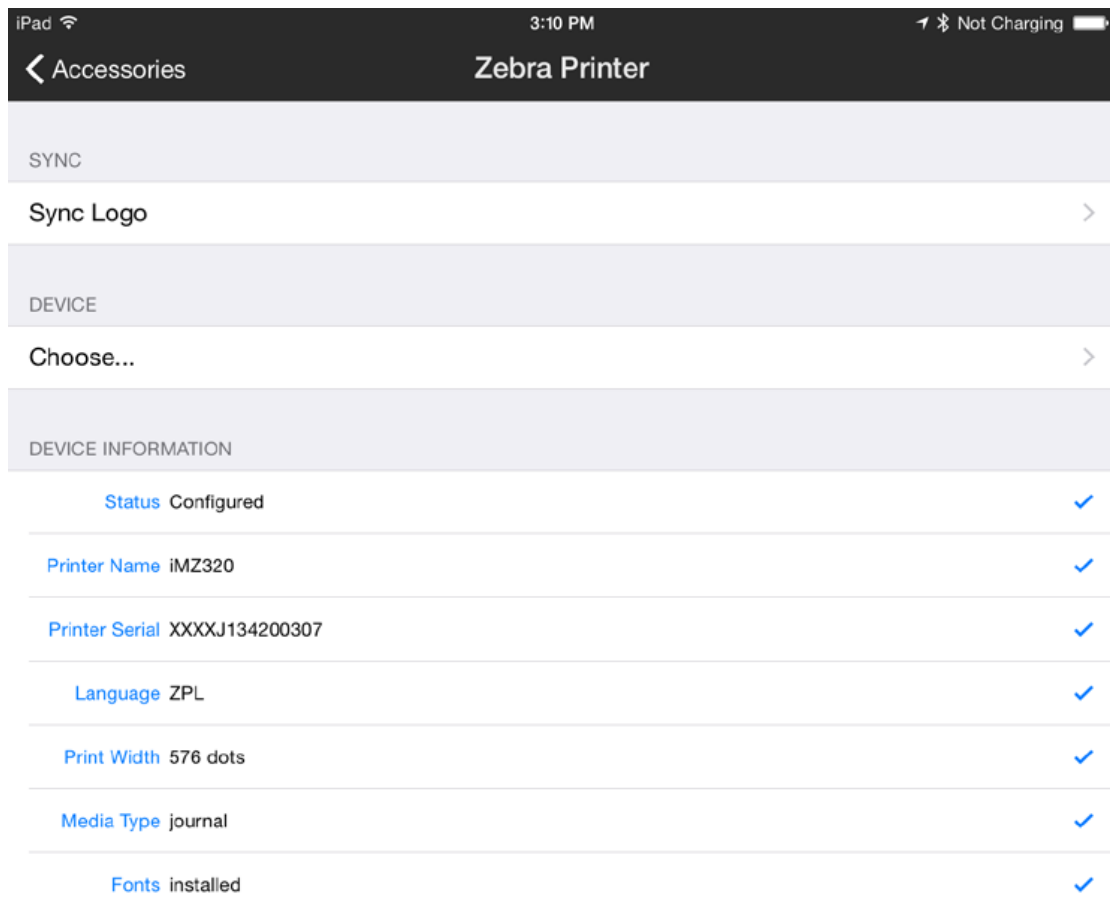 iPad 3:10 PM Not Charging
Accessories Zebra Printer
SYNC
Sync Logo
DEVICE
Choose...
DEVICE INFORMATION
Status Configured
Printer Name iMZ320
Printer Serial XXXXJ134200307
Language ZPL
Print Width 576 dots
Media Type journal
Fonts installed